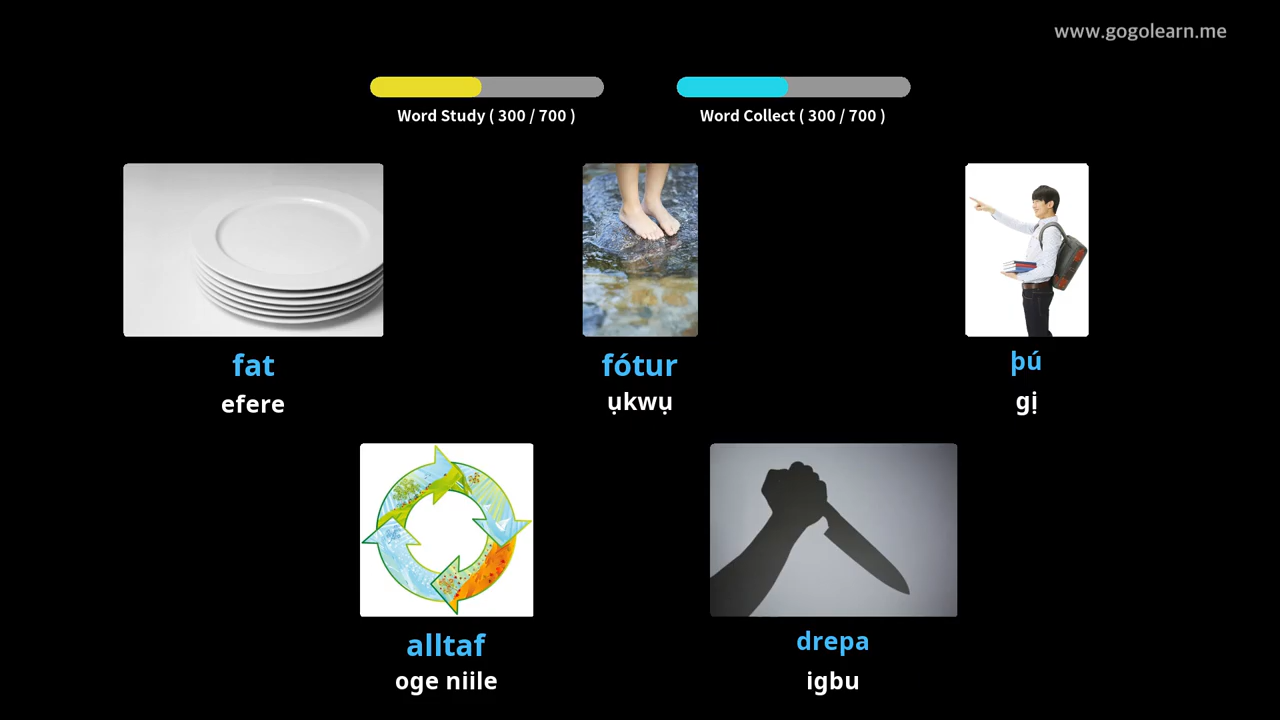 www.gogolearn.me
Word Study ( 300 / 700 )
Word Collect ( 300 / 700 )
fat
efere
fótur
ụkwụ
þú
gị
alltaf
oge niile
drepa
igbu